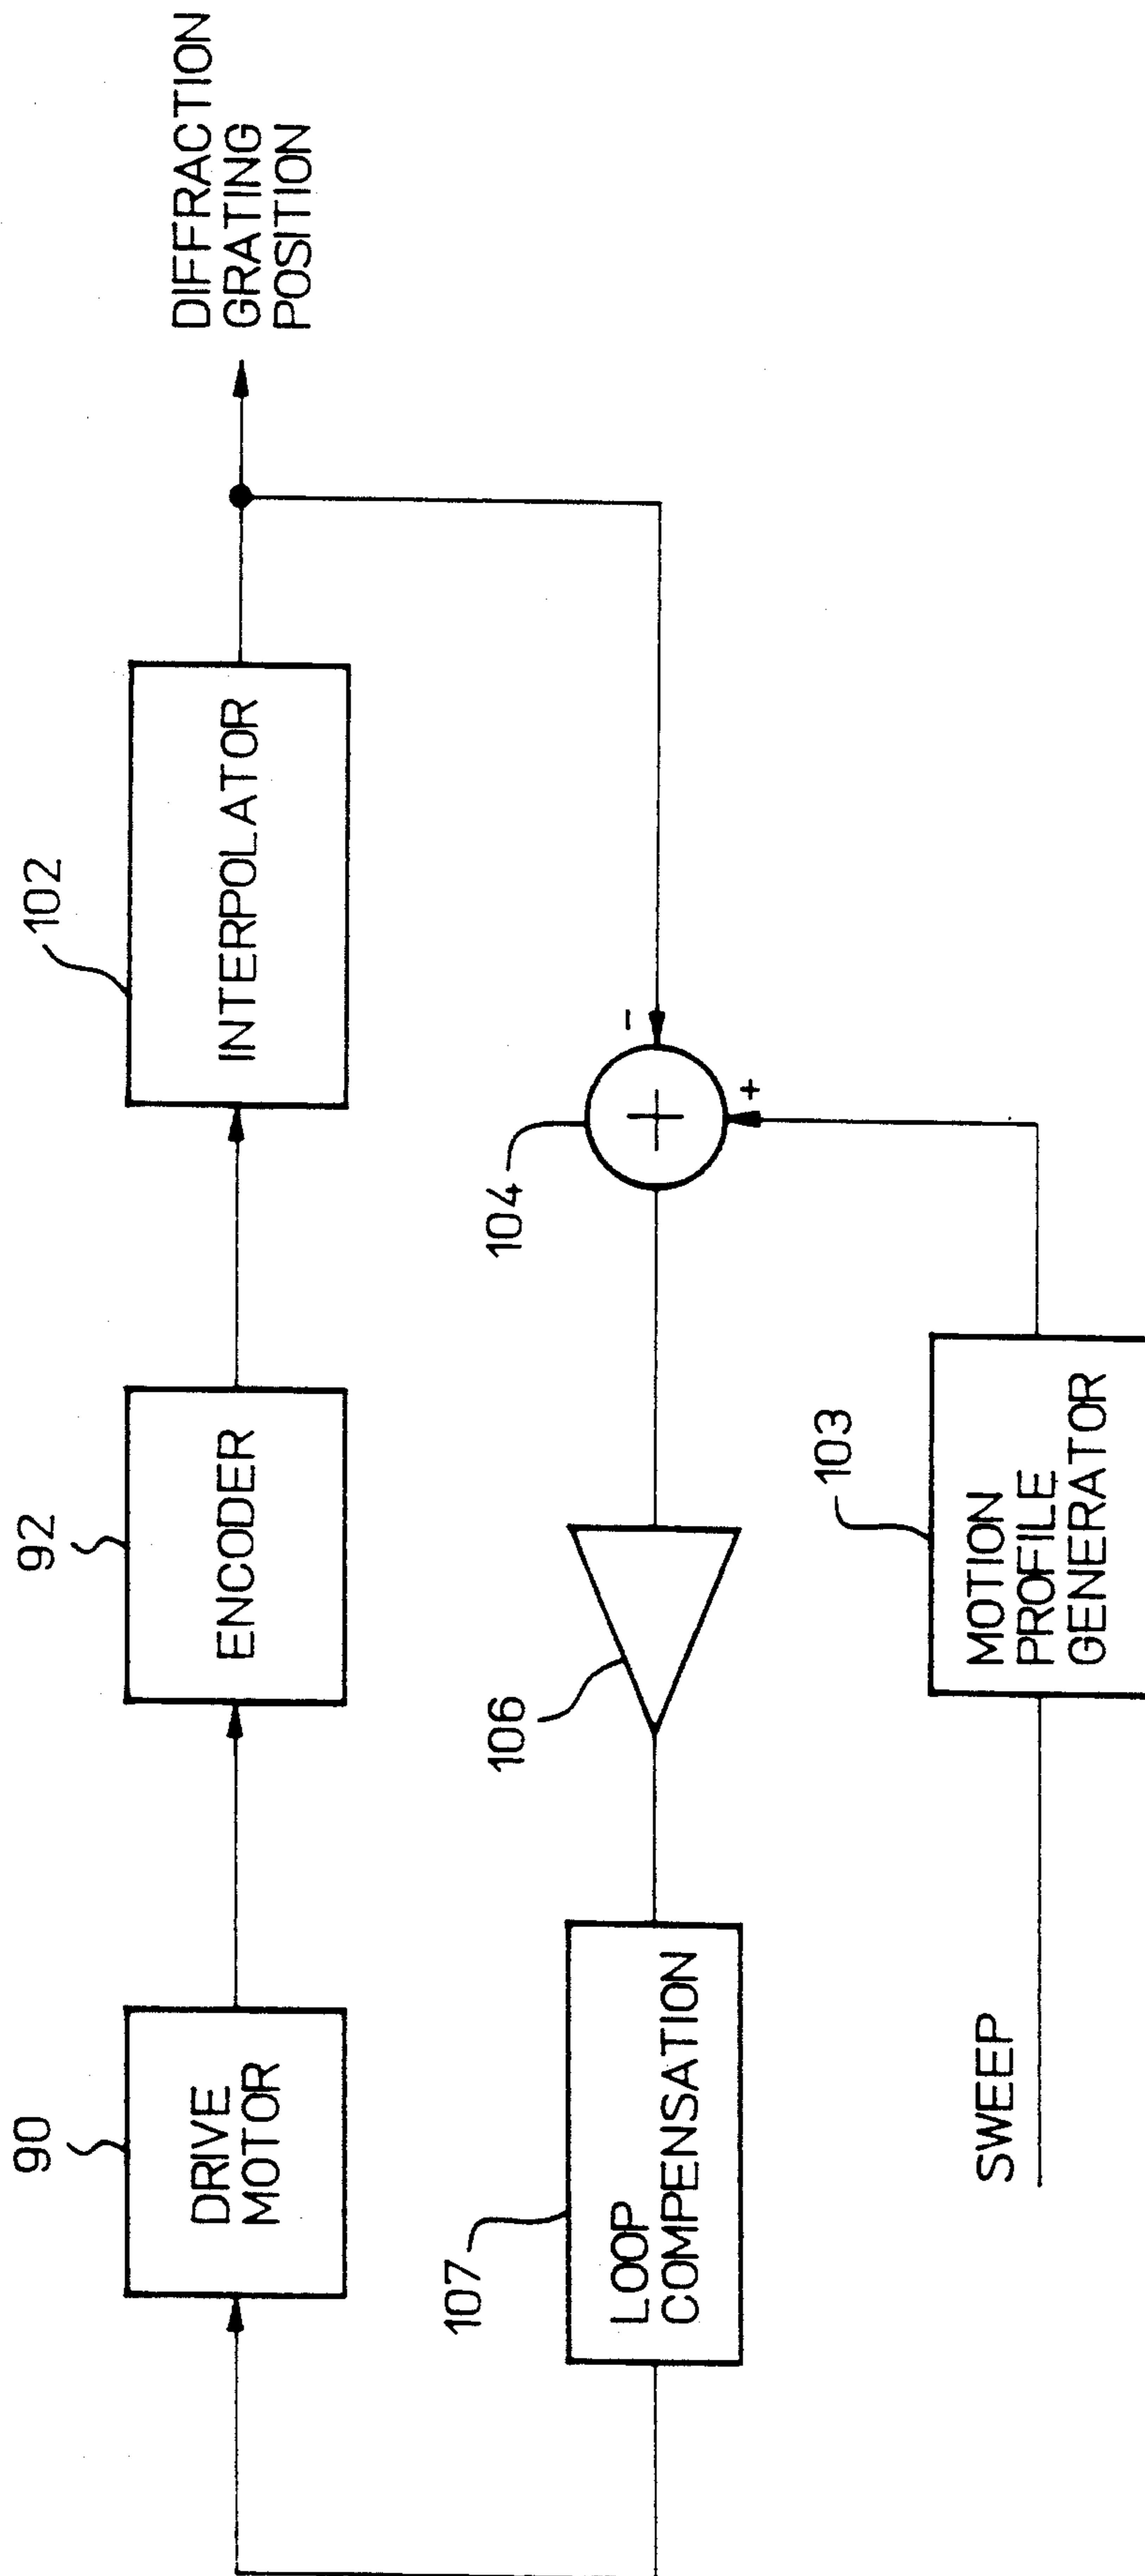 90
DRIVE
MOTOR
92
ENCODER
102
INTERPOLATOR
DIFFRACTION
GRATING
POSITION
107
LOOP
COMPENSATION
106
104
+
-
+
SWEEP
103
MOTION
PROFILE
GENERATOR